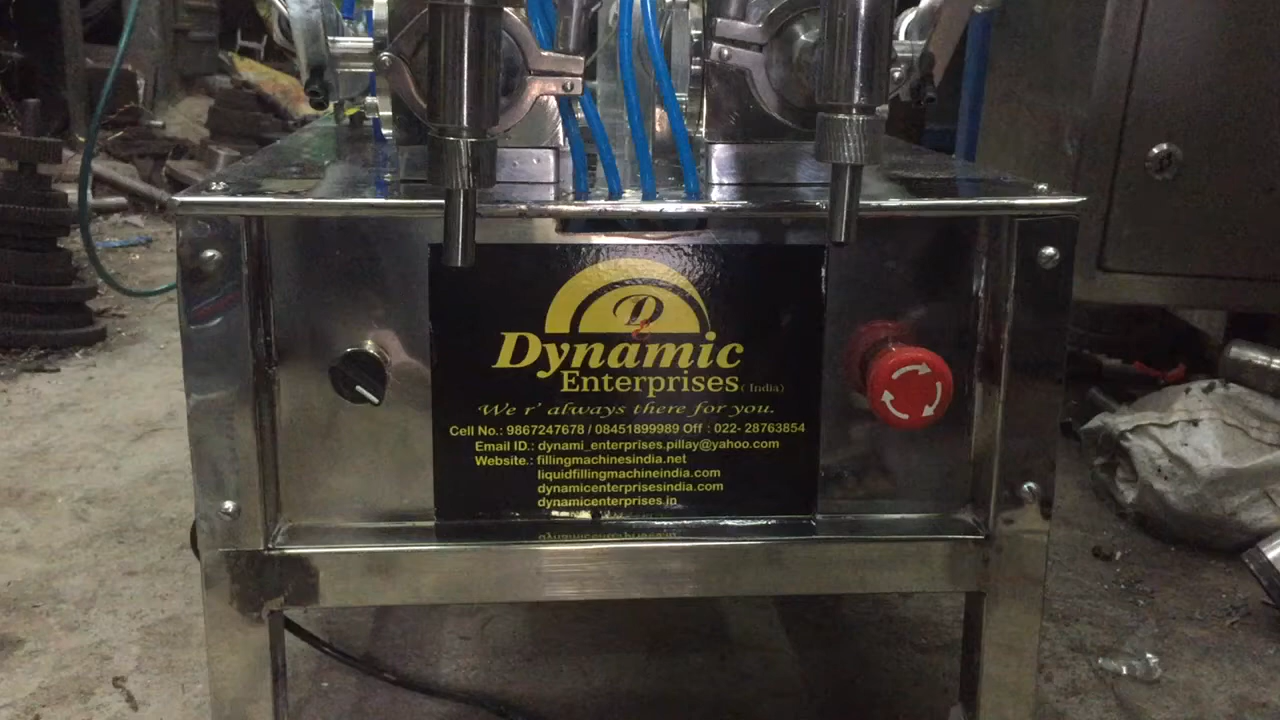 D
Dynamic
Enterprises ( India)
We r' always there for you.
Cell No.: 9867247678 / 08451899989 Off : 022- 28763854
Email ID.: dynami_enterprises.pillay@yahoo.com
Website.: fillingmachinesindia.net
liquidfillingmachineindia.com
dynamicenterprisesindia.com
dynamicenterprises.in